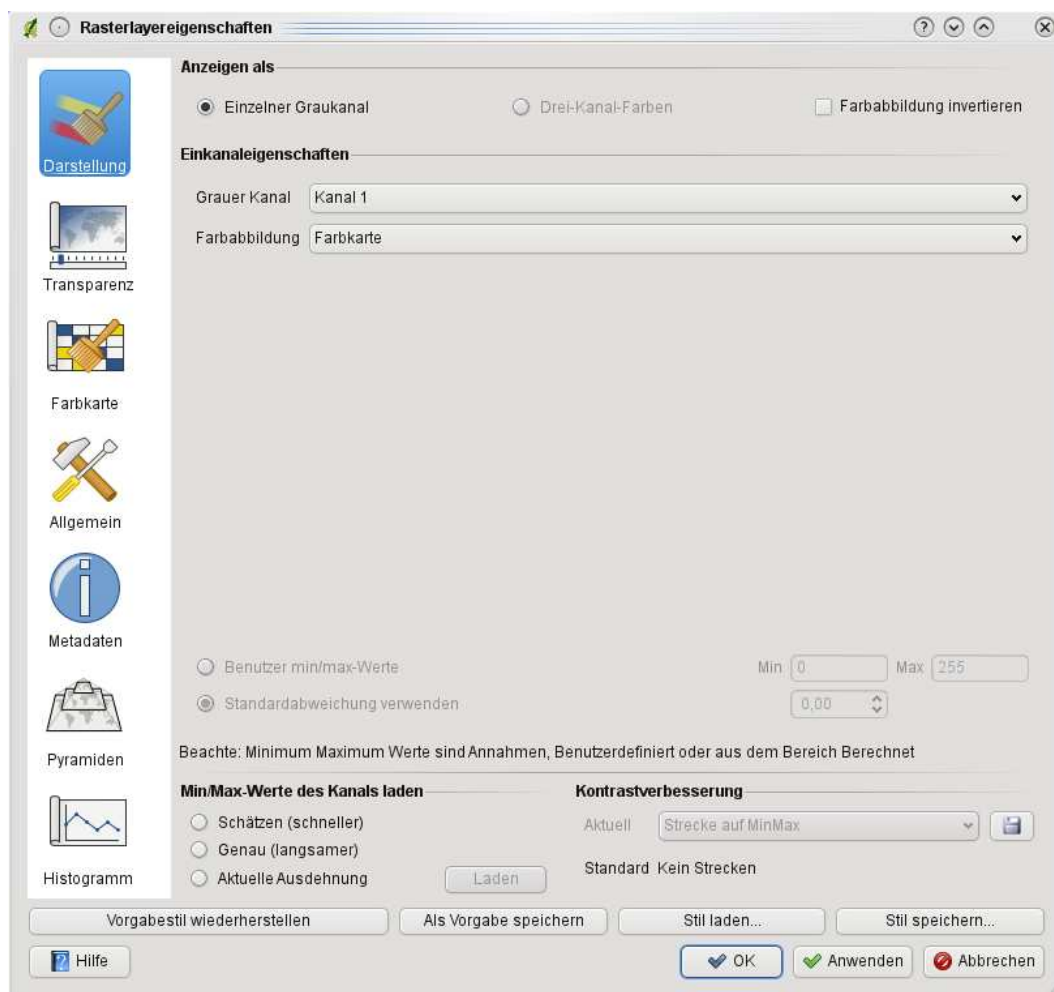 Rasterlayereigenschaften
Darstellung
Transparenz
Farbkarte
Allgemein
Metadaten
Pyramiden
Histogramm
Anzeigen als
Einzelner Graukanal
Drei-Kanal-Farben
Farbabbildung invertieren
Einkanaleigenschaften
Grauer Kanal Kanal 1
Farbabbildung Farbkarte
Benutzer min/max-Werte Min 0 Max 255
Standardabweichung verwenden 0,00
Beachte: Minimum Maximum Werte sind Annahmen, Benutzerdefiniert oder aus dem Bereich Berechnet
Min/Max-Werte des Kanals laden
Schätzen (schneller)
Genau (langsamer)
Aktuelle Ausdehnung Laden
Kontrastverbesserung
Aktuell Strecke auf MinMax
Standard Kein Strecken
Vorgabestil wiederherstellen Als Vorgabe speichern Stil laden... Stil speichern...
Hilfe OK Anwenden Abbrechen